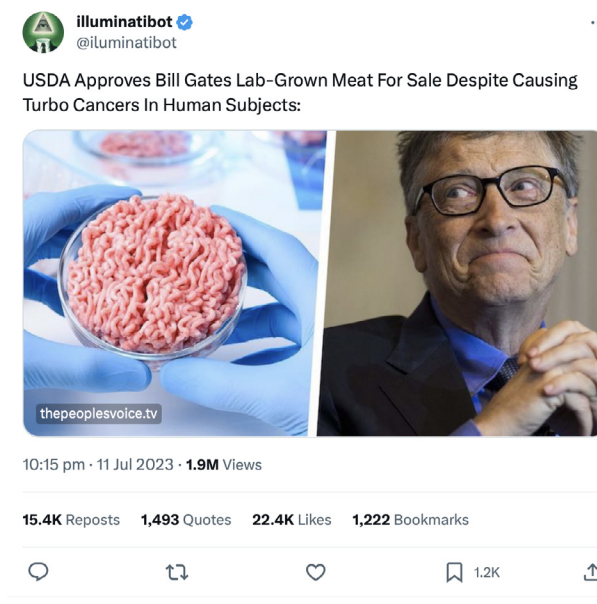 illuminatibot
@iluminatibot
USDA Approves Bill Gates Lab-Grown Meat For Sale Despite Causing
Turbo Cancers In Human Subjects:
thepeoplesvoice.tv
10:15 pm · 11 Jul 2023 · 1.9M Views
15.4K Reposts 1,493 Quotes 22.4K Likes 1,222 Bookmarks
1.2K